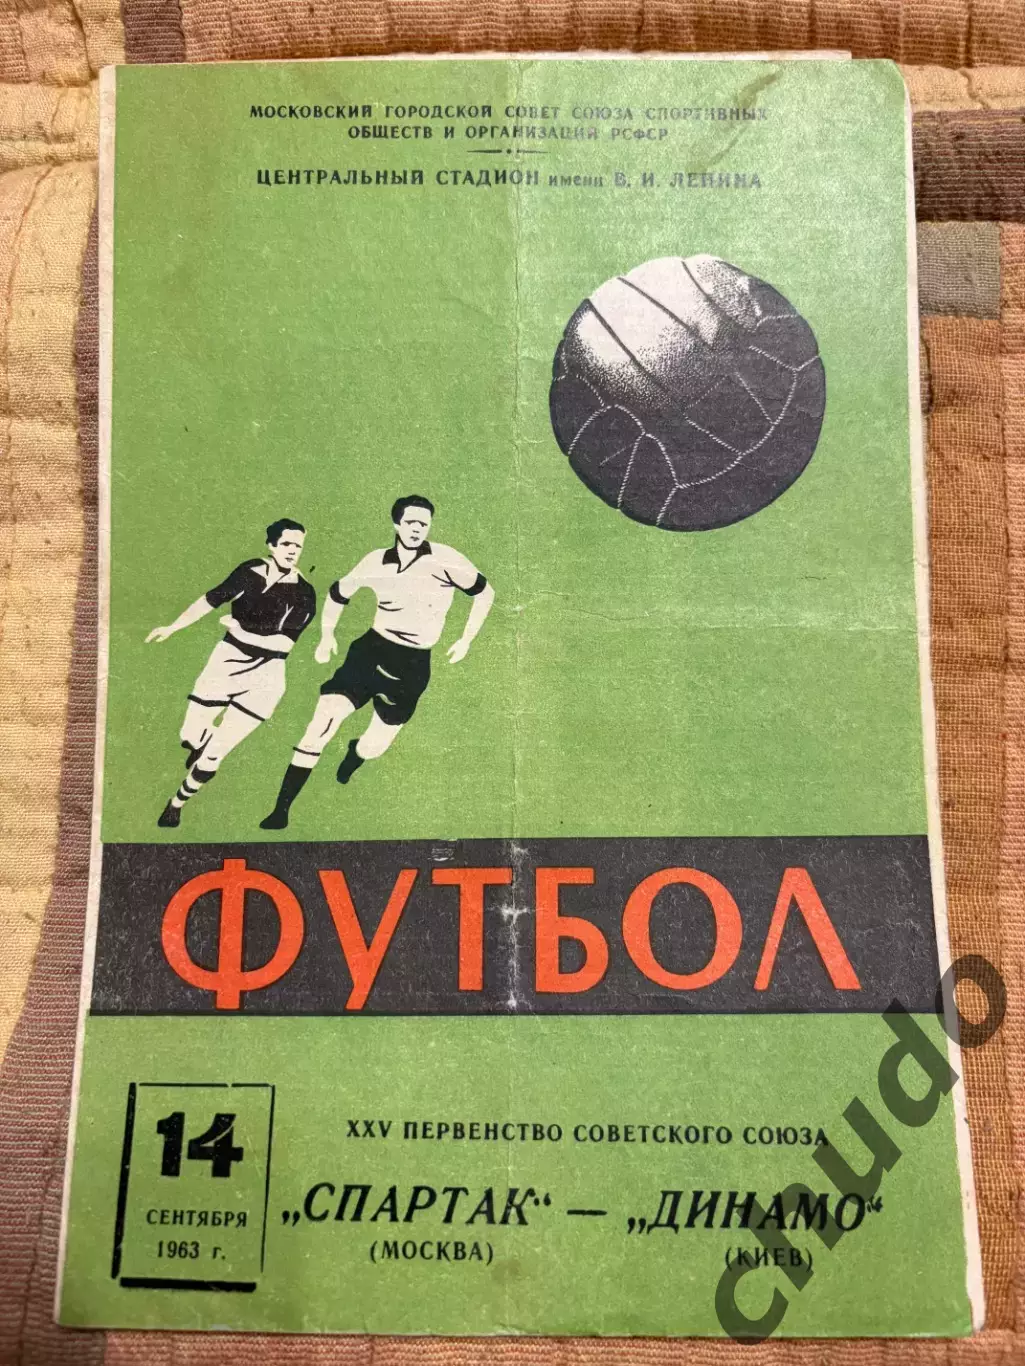 МОСКОВСКИЙ ГОРОДСКОЙ СОВЕТ СОЮЗА СПОРТИВНЫХ
ОБЩЕСТВ И ОРГАНИЗАЦИЙ РСФСР
ЦЕНТРАЛЬНЫЙ СТАДИОН имени В. И. ЛЕНИНА
ФУТБОЛ
14
СЕНТЯБРЯ
1963 г.
XXV ПЕРВЕНСТВО СОВЕТСКОГО СОЮЗА
„СПАРТАК“ — „ДИНАМО“
(МОСКВА) (КИЕВ)
chudo